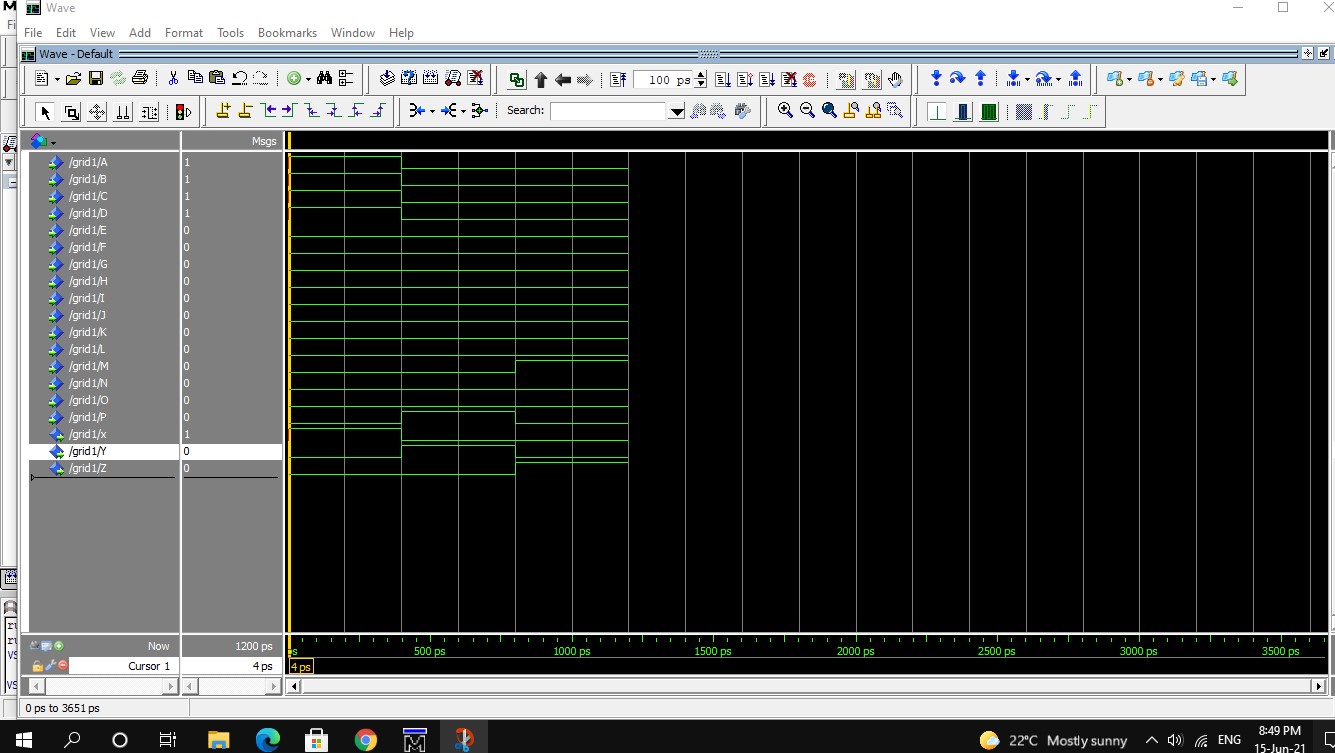 M
Wave
Fi
File Edit View Add Format Tools Bookmarks Window Help
Wave - Default
100 ps
Search:
Msgs
/grid1/A 1
/grid1/B 1
/grid1/C 1
/grid1/D 1
/grid1/E 0
/grid1/F 0
/grid1/G 0
/grid1/H 0
/grid1/I 0
/grid1/J 0
/grid1/K 0
/grid1/L 0
/grid1/M 0
/grid1/N 0
/grid1/O 0
/grid1/P 0
/grid1/x 1
/grid1/Y 0
/grid1/Z 0
Now 1200 ps
500 ps 1000 ps 1500 ps 2000 ps 2500 ps 3000 ps 3500 ps
Cursor 1 4 ps
4 ps
0 ps to 3651 ps
22°C Mostly sunny ENG
8:49 PM
15-Jun-21